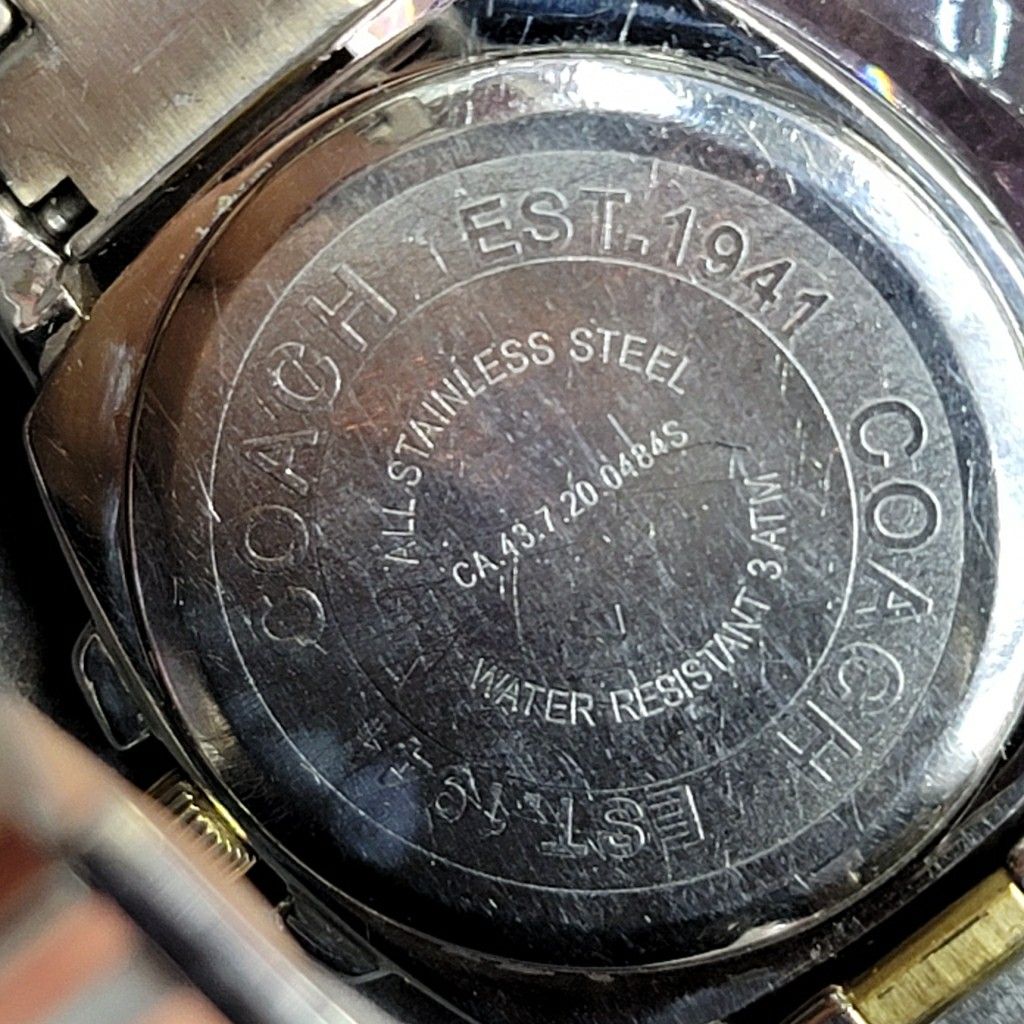 COACH EST.1941
COACH EST.1941
ALL STAINLESS STEEL
CA.43.7.20.0484S
WATER RESISTANT 3 ATM